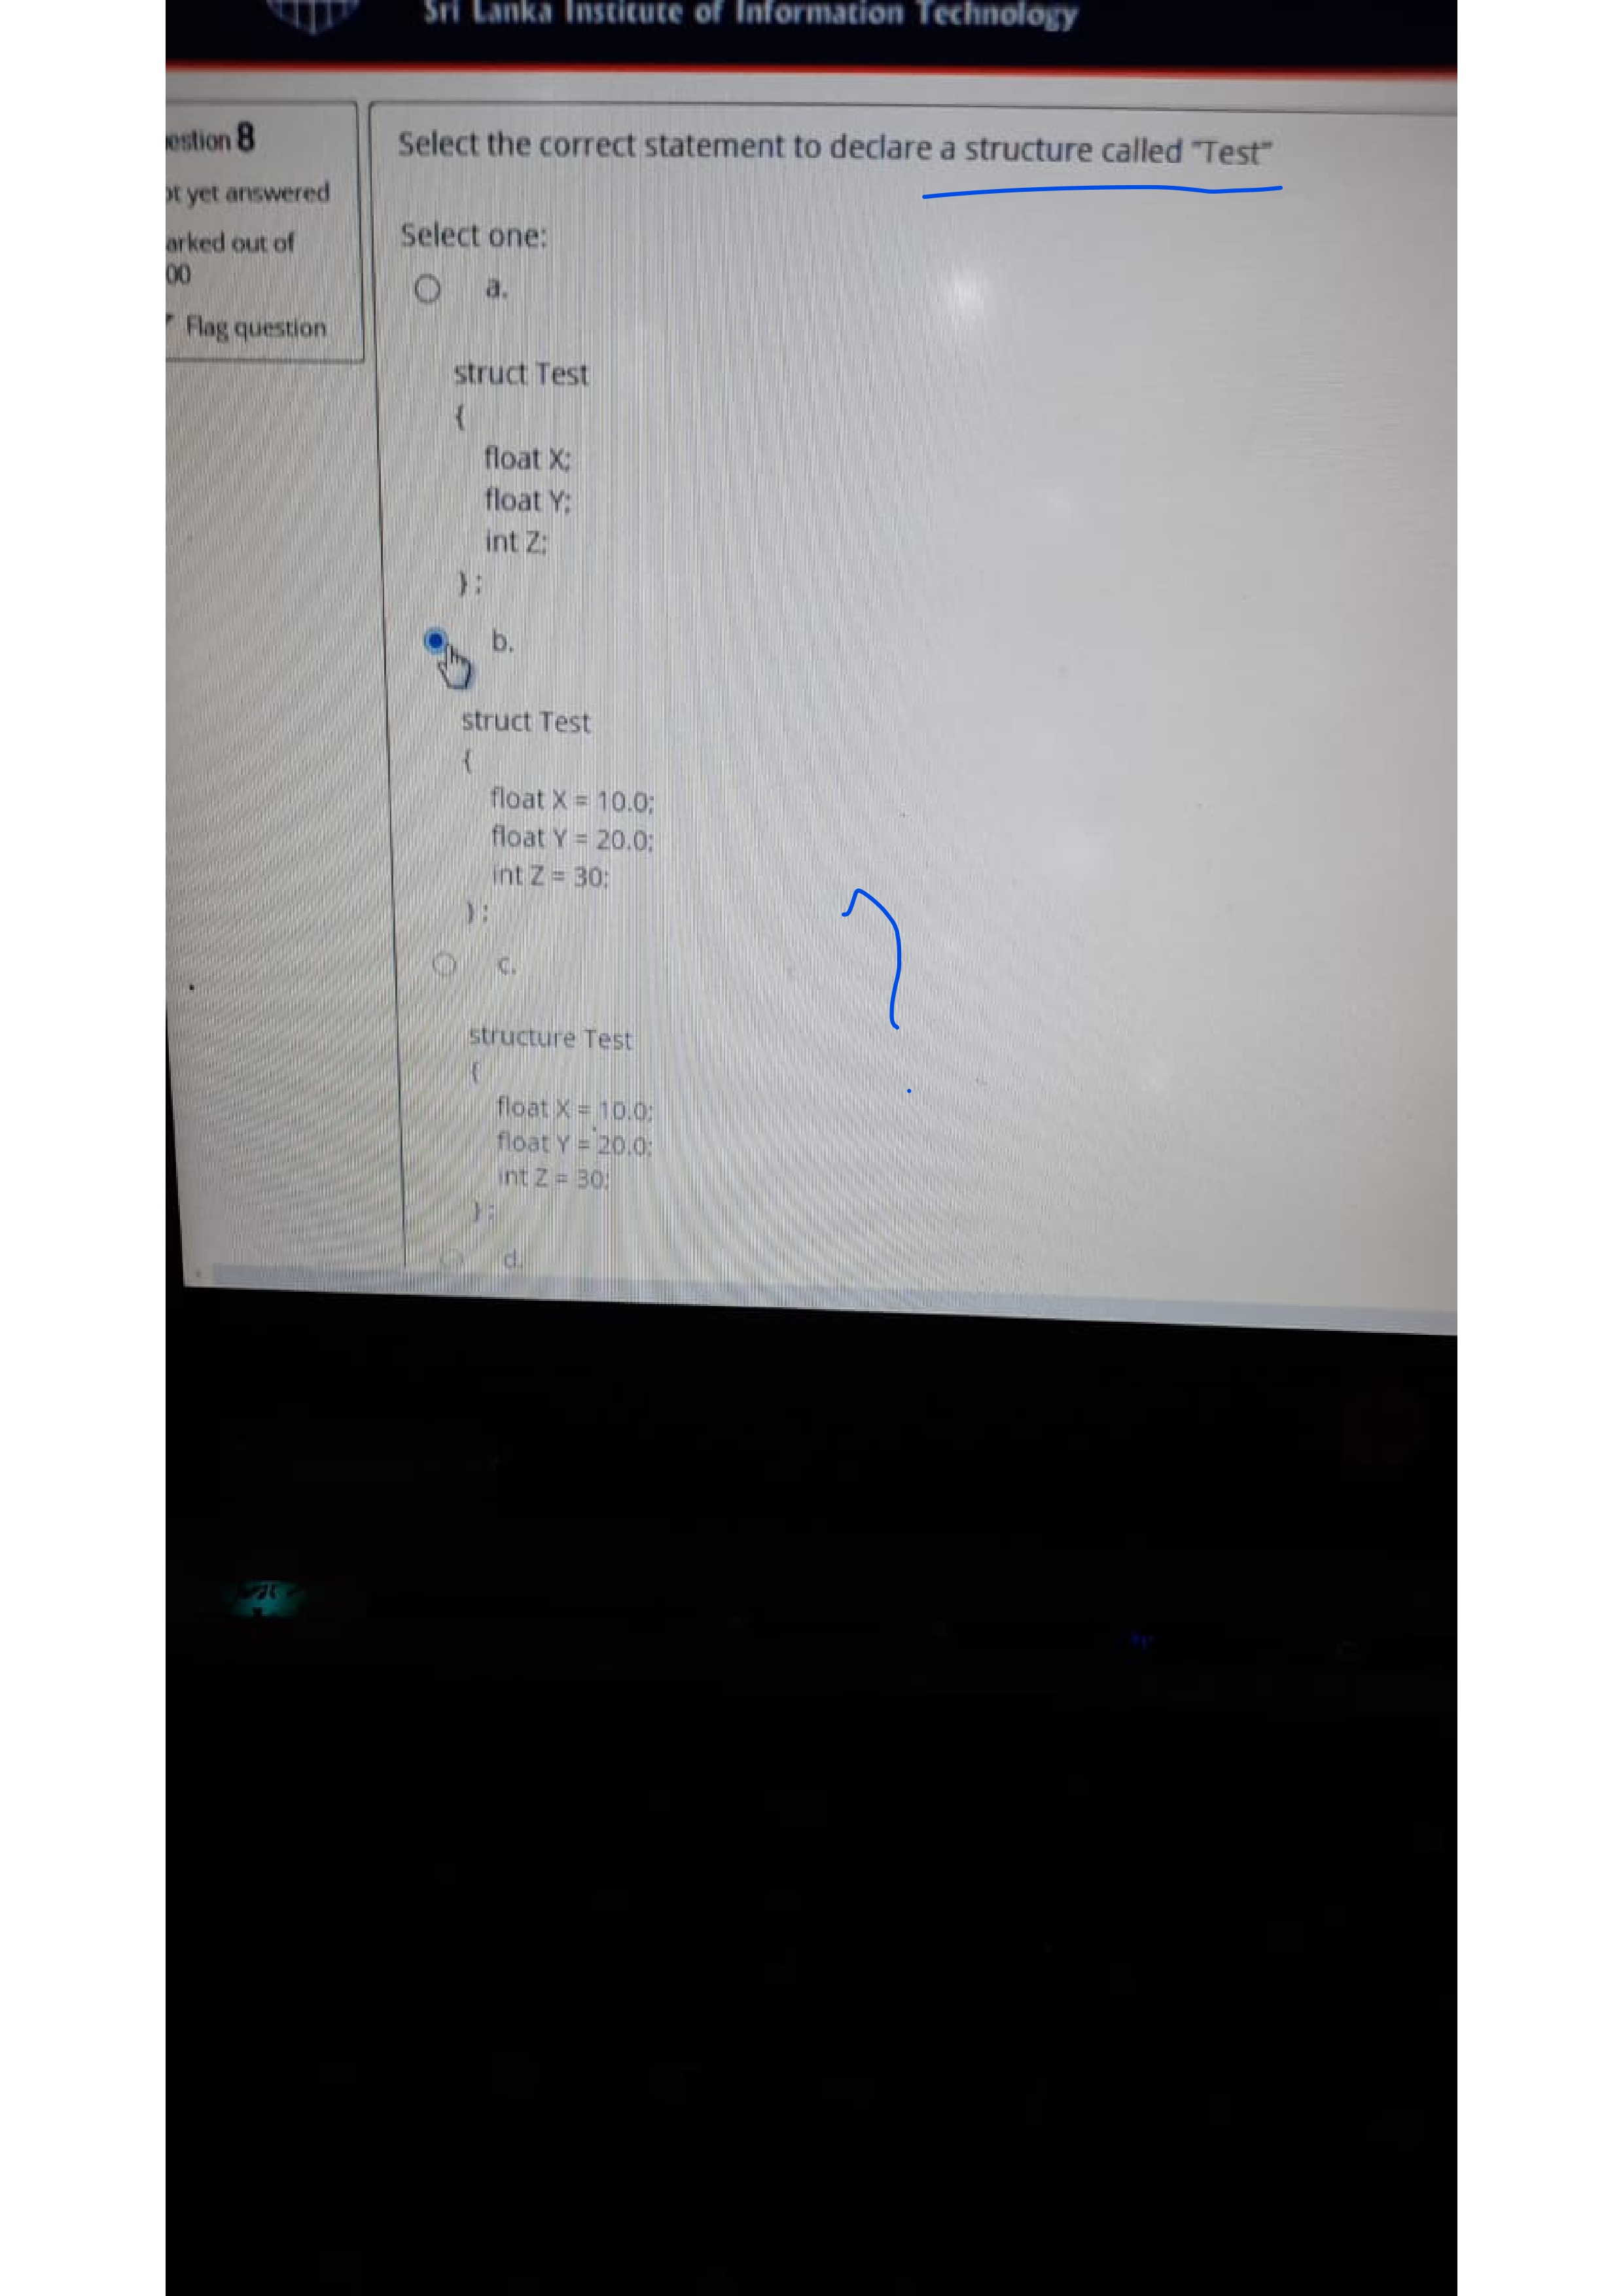 Sri Lanka Institute of Information Technology
estion 8
ot yet answered
arked out of
00
Flag question
Select the correct statement to declare a structure called "Test"
Select one:
a.
struct Test
{
float X;
float Y;
int Z;
};
b.
struct Test
{
float X = 10.0;
float Y = 20.0;
int Z = 30;
};
c.
structure Test
{
float X = 10.0;
float Y = 20.0;
int Z = 30;
};
d.